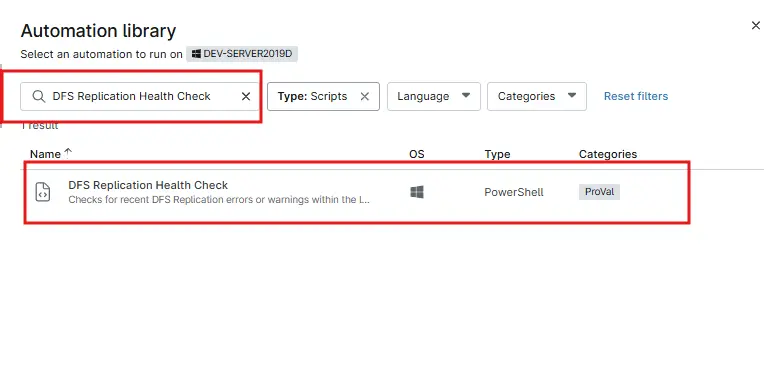 Automation library
Select an automation to run on DEV-SERVER2019D
DFS Replication Health Check Type: Scripts Language Categories Reset filters
1 result
Name OS Type Categories
DFS Replication Health Check PowerShell ProVal
Checks for recent DFS Replication errors or warnings within the l...